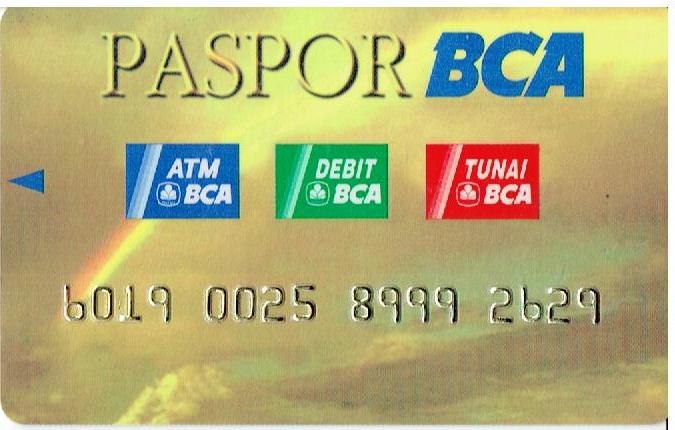 PASPOR BCA
ATM
BCA
DEBIT
BCA
TUNAI
BCA
6019 0025 8999 2629